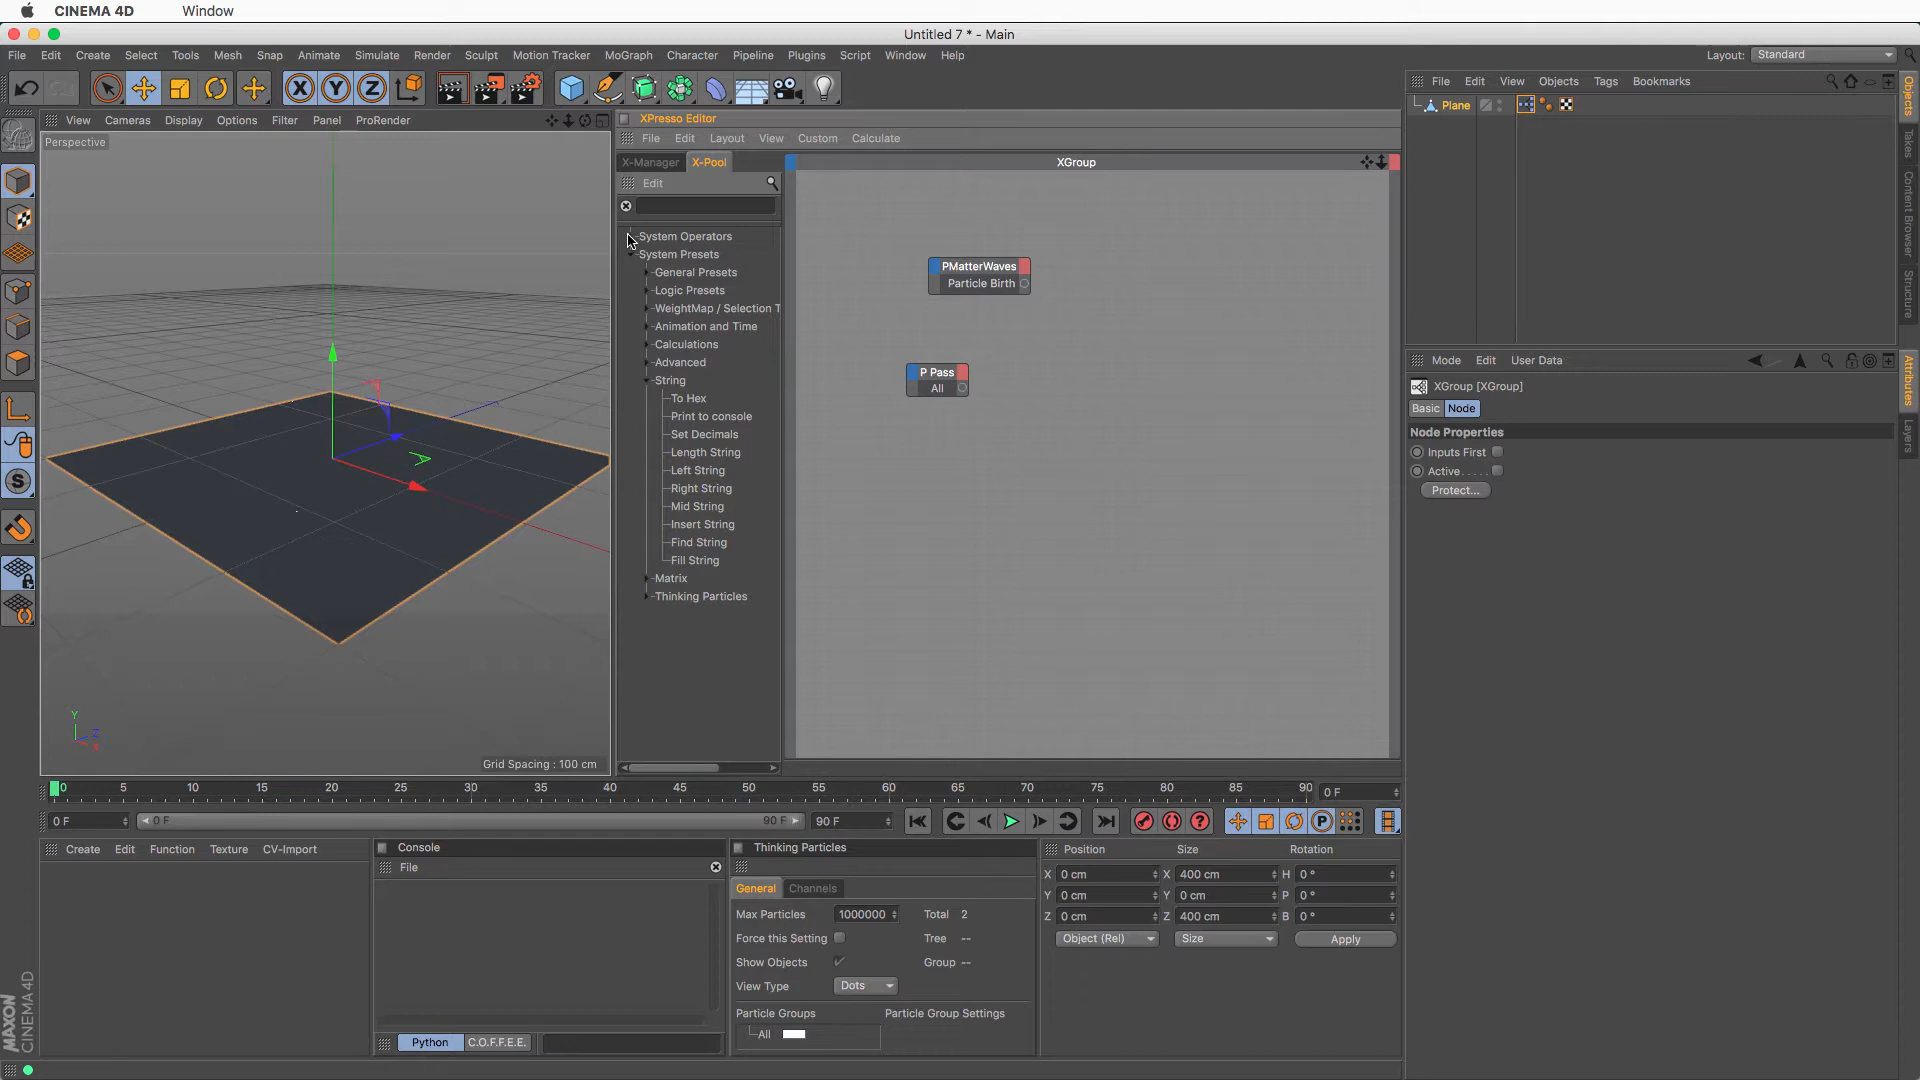 CINEMA 4D Window
Untitled 7 * - Main
File Edit Create Select Tools Mesh Snap Animate Simulate Render Sculpt Motion Tracker MoGraph Character Pipeline Plugins Script Window Help
Layout: Standard
X Y Z
View Cameras Display Options Filter Panel ProRender
Perspective
Y
Z
X
Grid Spacing : 100 cm
XPresso Editor
File Edit Layout View Custom Calculate
X-Manager X-Pool
Edit
System Operators
System Presets
General Presets
Logic Presets
WeightMap / Selection T
Animation and Time
Calculations
Advanced
String
To Hex
Print to console
Set Decimals
Length String
Left String
Right String
Mid String
Insert String
Find String
Fill String
Matrix
Thinking Particles
XGroup
PMatterWaves
Particle Birth
P Pass
All
File Edit View Objects Tags Bookmarks
Plane
Objects
Takes
Content Browser
Structure
Mode Edit User Data
XGroup [XGroup]
Basic Node
Node Properties
Inputs First
Active
Protect...
Attributes
Layers
0 5 10 15 20 25 30 35 40 45 50 55 60 65 70 75 80 85 90 0 F
0 F 0 F 90 F 90 F
Create Edit Function Texture CV-Import
Console
File
Python C.O.F.F.E.E.
Thinking Particles
General Channels
Max Particles 1000000 Total 2
Force this Setting Tree --
Show Objects Group --
View Type Dots
Particle Groups Particle Group Settings
All
Position Size Rotation
X 0 cm X 400 cm H 0 °
Y 0 cm Y 0 cm P 0 °
Z 0 cm Z 400 cm B 0 °
Object (Rel) Size Apply
MAXON
CINEMA 4D